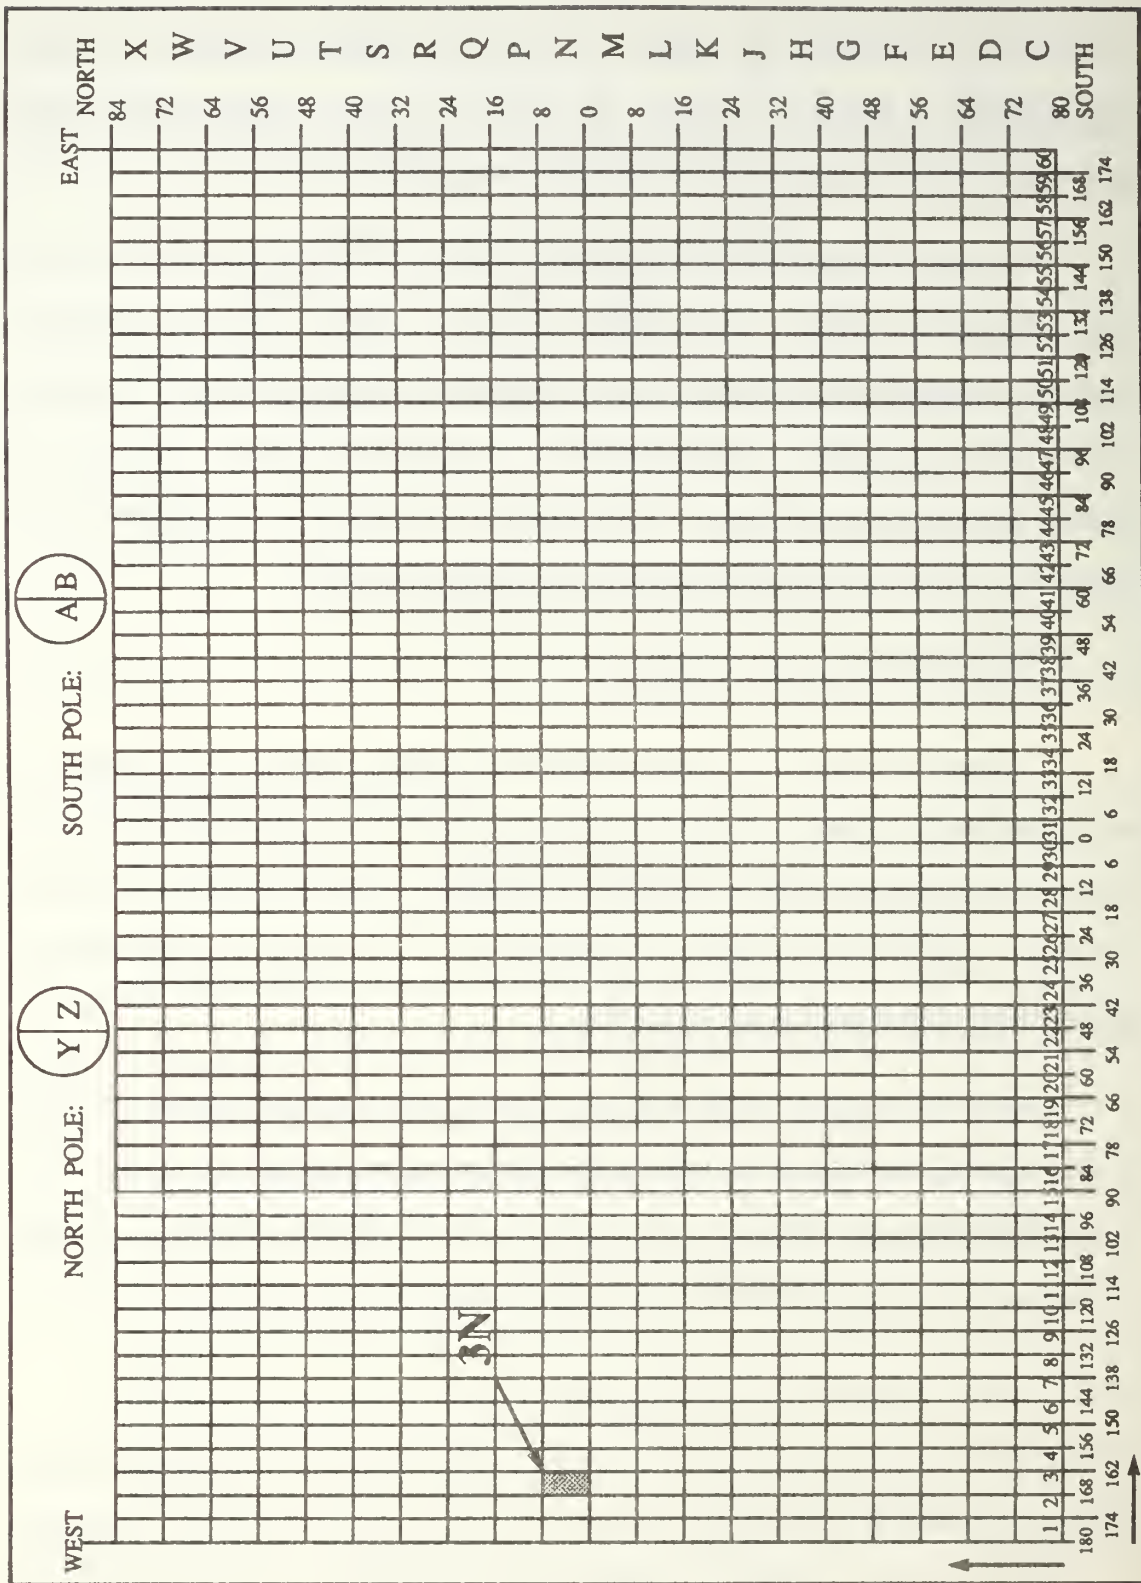 WEST NORTH POLE: Y Z SOUTH POLE: A B EAST
NORTH
84
X
72
W
64
V
56
U
48
T
40
S
32
R
24
Q
16
P
8
N
0
M
8
L
16
K
24
J
32
H
40
G
48
F
56
E
64
D
72
C
80
SOUTH
3N
1 2 3 4 5 6 7 8 9 10 11 12 13 14 15 16 17 18 19 20 21 22 23 24 25 26 27 28 29 30 31 32 33 34 35 36 37 38 39 40 41 42 43 44 45 46 47 48 49 50 51 52 53 54 55 56 57 58 59 60
180 168 156 144 132 120 108 96 84 72 60 48 36 24 12 0 12 24 36 48 60 72 84 96 108 120 132 144 156 168
174 162 150 138 126 114 102 90 78 66 54 42 30 18 6 6 18 30 42 54 66 78 90 102 114 126 138 150 162 174